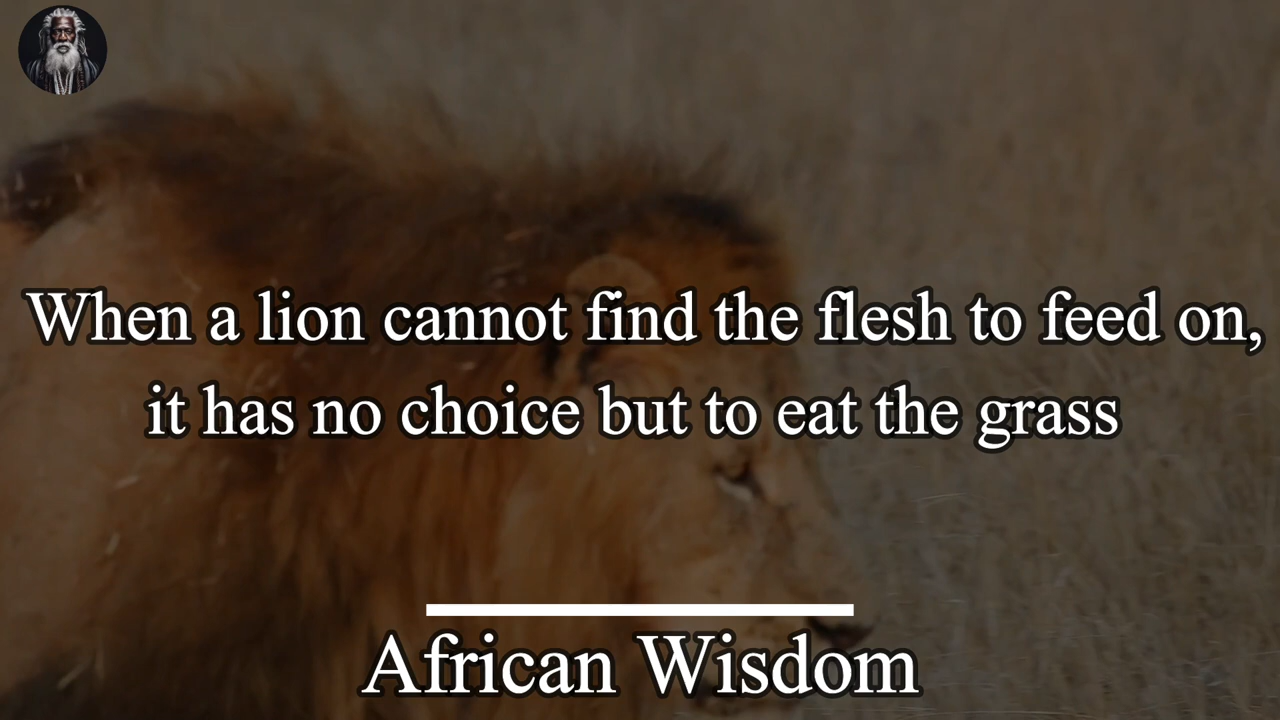 When a lion cannot find the flesh to feed on,
it has no choice but to eat the grass
African Wisdom